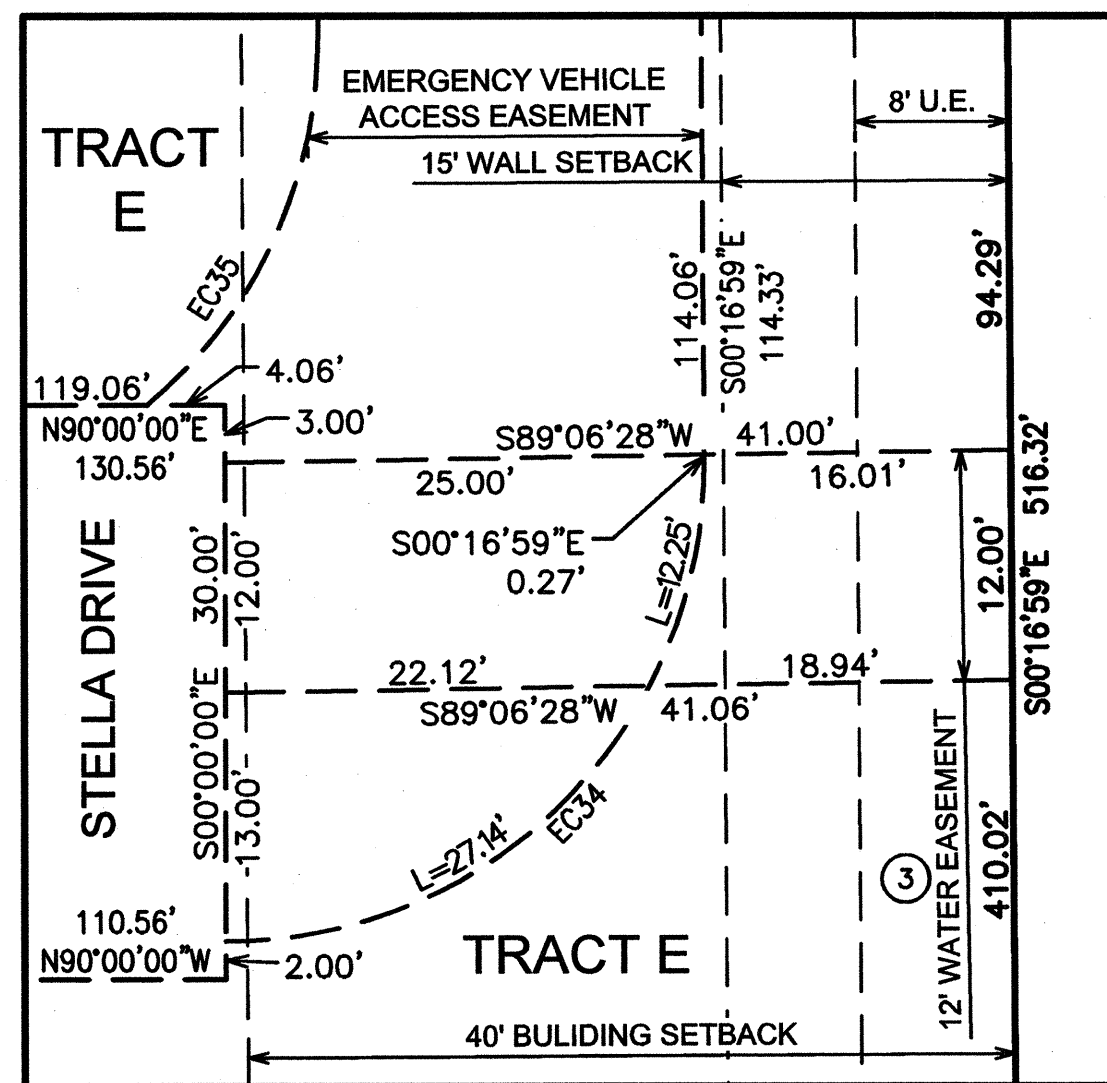 EMERGENCY VEHICLE
ACCESS EASEMENT
8' U.E.
TRACT
E
15' WALL SETBACK
EC35
114.06'
S00°16'59"E
114.33'
94.29'
119.06'
4.06'
N90°00'00"E
3.00'
130.56'
S89°06'28"W
41.00'
25.00'
16.01'
S00°16'59"E
0.27'
STELLA DRIVE
S00°00'00"E
30.00'
12.00'
13.00'
L=12.25'
12.00'
S00°16'59"E 516.32'
22.12'
18.94'
S89°06'28"W
41.06'
EC34
L=27.14'
3
12' WATER EASEMENT
410.02'
110.56'
N90°00'00"W
2.00'
TRACT E
40' BULIDING SETBACK